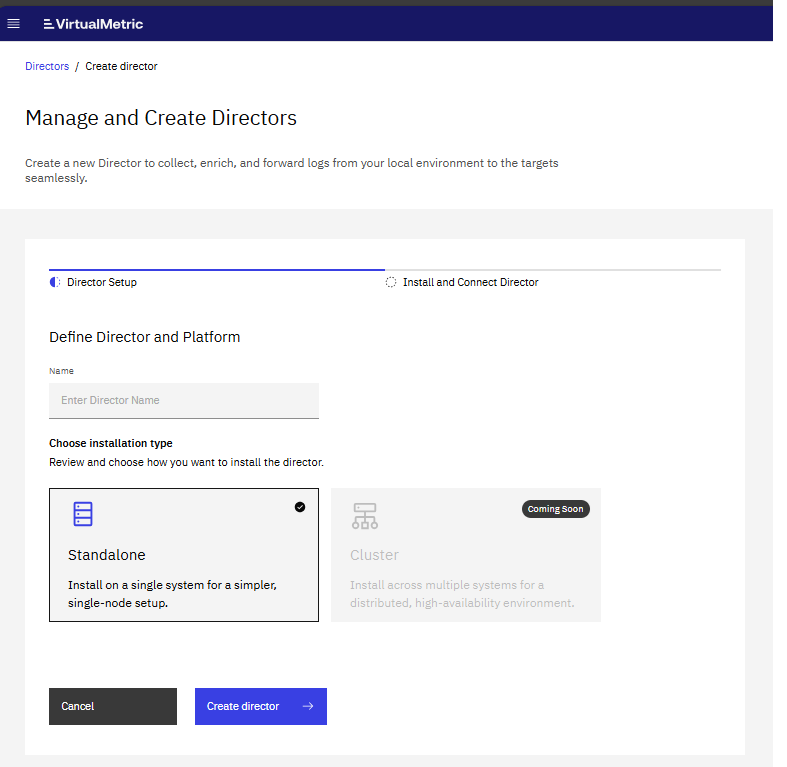 VirtualMetric
Directors / Create director
Manage and Create Directors
Create a new Director to collect, enrich, and forward logs from your local environment to the targets
seamlessly.
Director Setup
Install and Connect Director
Define Director and Platform
Name
Enter Director Name
Choose installation type
Review and choose how you want to install the director.
Standalone
Install on a single system for a simpler,
single-node setup.
Coming Soon
Cluster
Install across multiple systems for a
distributed, high-availability environment.
Cancel
Create director